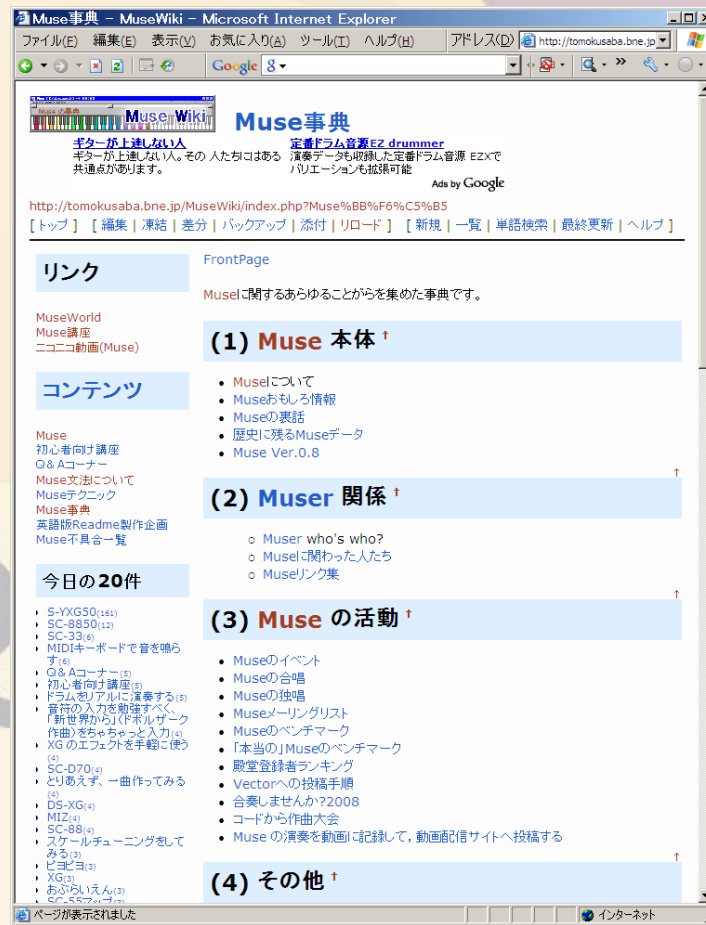 Muse事典 - MuseWiki - Microsoft Internet Explorer
ファイル(F) 編集(E) 表示(V) お気に入り(A) ツール(T) ヘルプ(H) アドレス(D) http://tomokusaba.bne.jp
Google
Muse の事典
Muse Wiki
Muse事典
ギターが上達しない人
ギターが上達しない人。その人たちにはある
共通点があります。
定番ドラム音源EZ drummer
演奏データも収録した定番ドラム音源 EZXで
バリエーションも拡張可能
Ads by Google
http://tomokusaba.bne.jp/MuseWiki/index.php?Muse%BB%F6%C5%B5
[ トップ ] [ 編集 | 凍結 | 差分 | バックアップ | 添付 | リロード ] [ 新規 | 一覧 | 単語検索 | 最終更新 | ヘルプ ]
リンク
MuseWorld
Muse講座
ニコニコ動画(Muse)
コンテンツ
Muse
初心者向け講座
Q&Aコーナー
Muse文法について
Museテクニック
Muse事典
英語版Readme製作企画
Muse不具合一覧
今日の20件
S-YXG50(161)
SC-8850(12)
SC-33(6)
MIDIキーボードで音を鳴ら
す(6)
Q&Aコーナー(5)
初心者向け講座(5)
ドラムをリアルに演奏する(5)
音符の入力を勉強すべく、
「新世界から」(ドボルザーク
作曲)をちゃちゃっと入力(4)
XGのエフェクトを手軽に使う
(4)
SC-D70(4)
とりあえず、一曲作ってみる
(4)
DS-XG(4)
MIZ(4)
SC-88(4)
スケールチューニングをして
みる(3)
ピヨピヨ(3)
XG(3)
おぶらいえん(3)
SC-55マップ(3)
FrontPage
Museに関するあらゆることがらを集めた事典です。
(1) Muse 本体 †
Museについて
Museおもしろ情報
Museの裏話
歴史に残るMuseデータ
Muse Ver.0.8
↑
(2) Muser 関係 †
Muser who's who?
Museに関わった人たち
Museリンク集
↑
(3) Muse の活動 †
Museのイベント
Museの合唱
Museの独唱
Museメーリングリスト
Museのベンチマーク
「本当の」Museのベンチマーク
殿堂登録者ランキング
Vectorへの投稿手順
合奏しませんか?2008
コードから作曲大会
Muse の演奏を動画に記録して，動画配信サイトへ投稿する
↑
(4) その他 †
ページが表示されました
インターネット